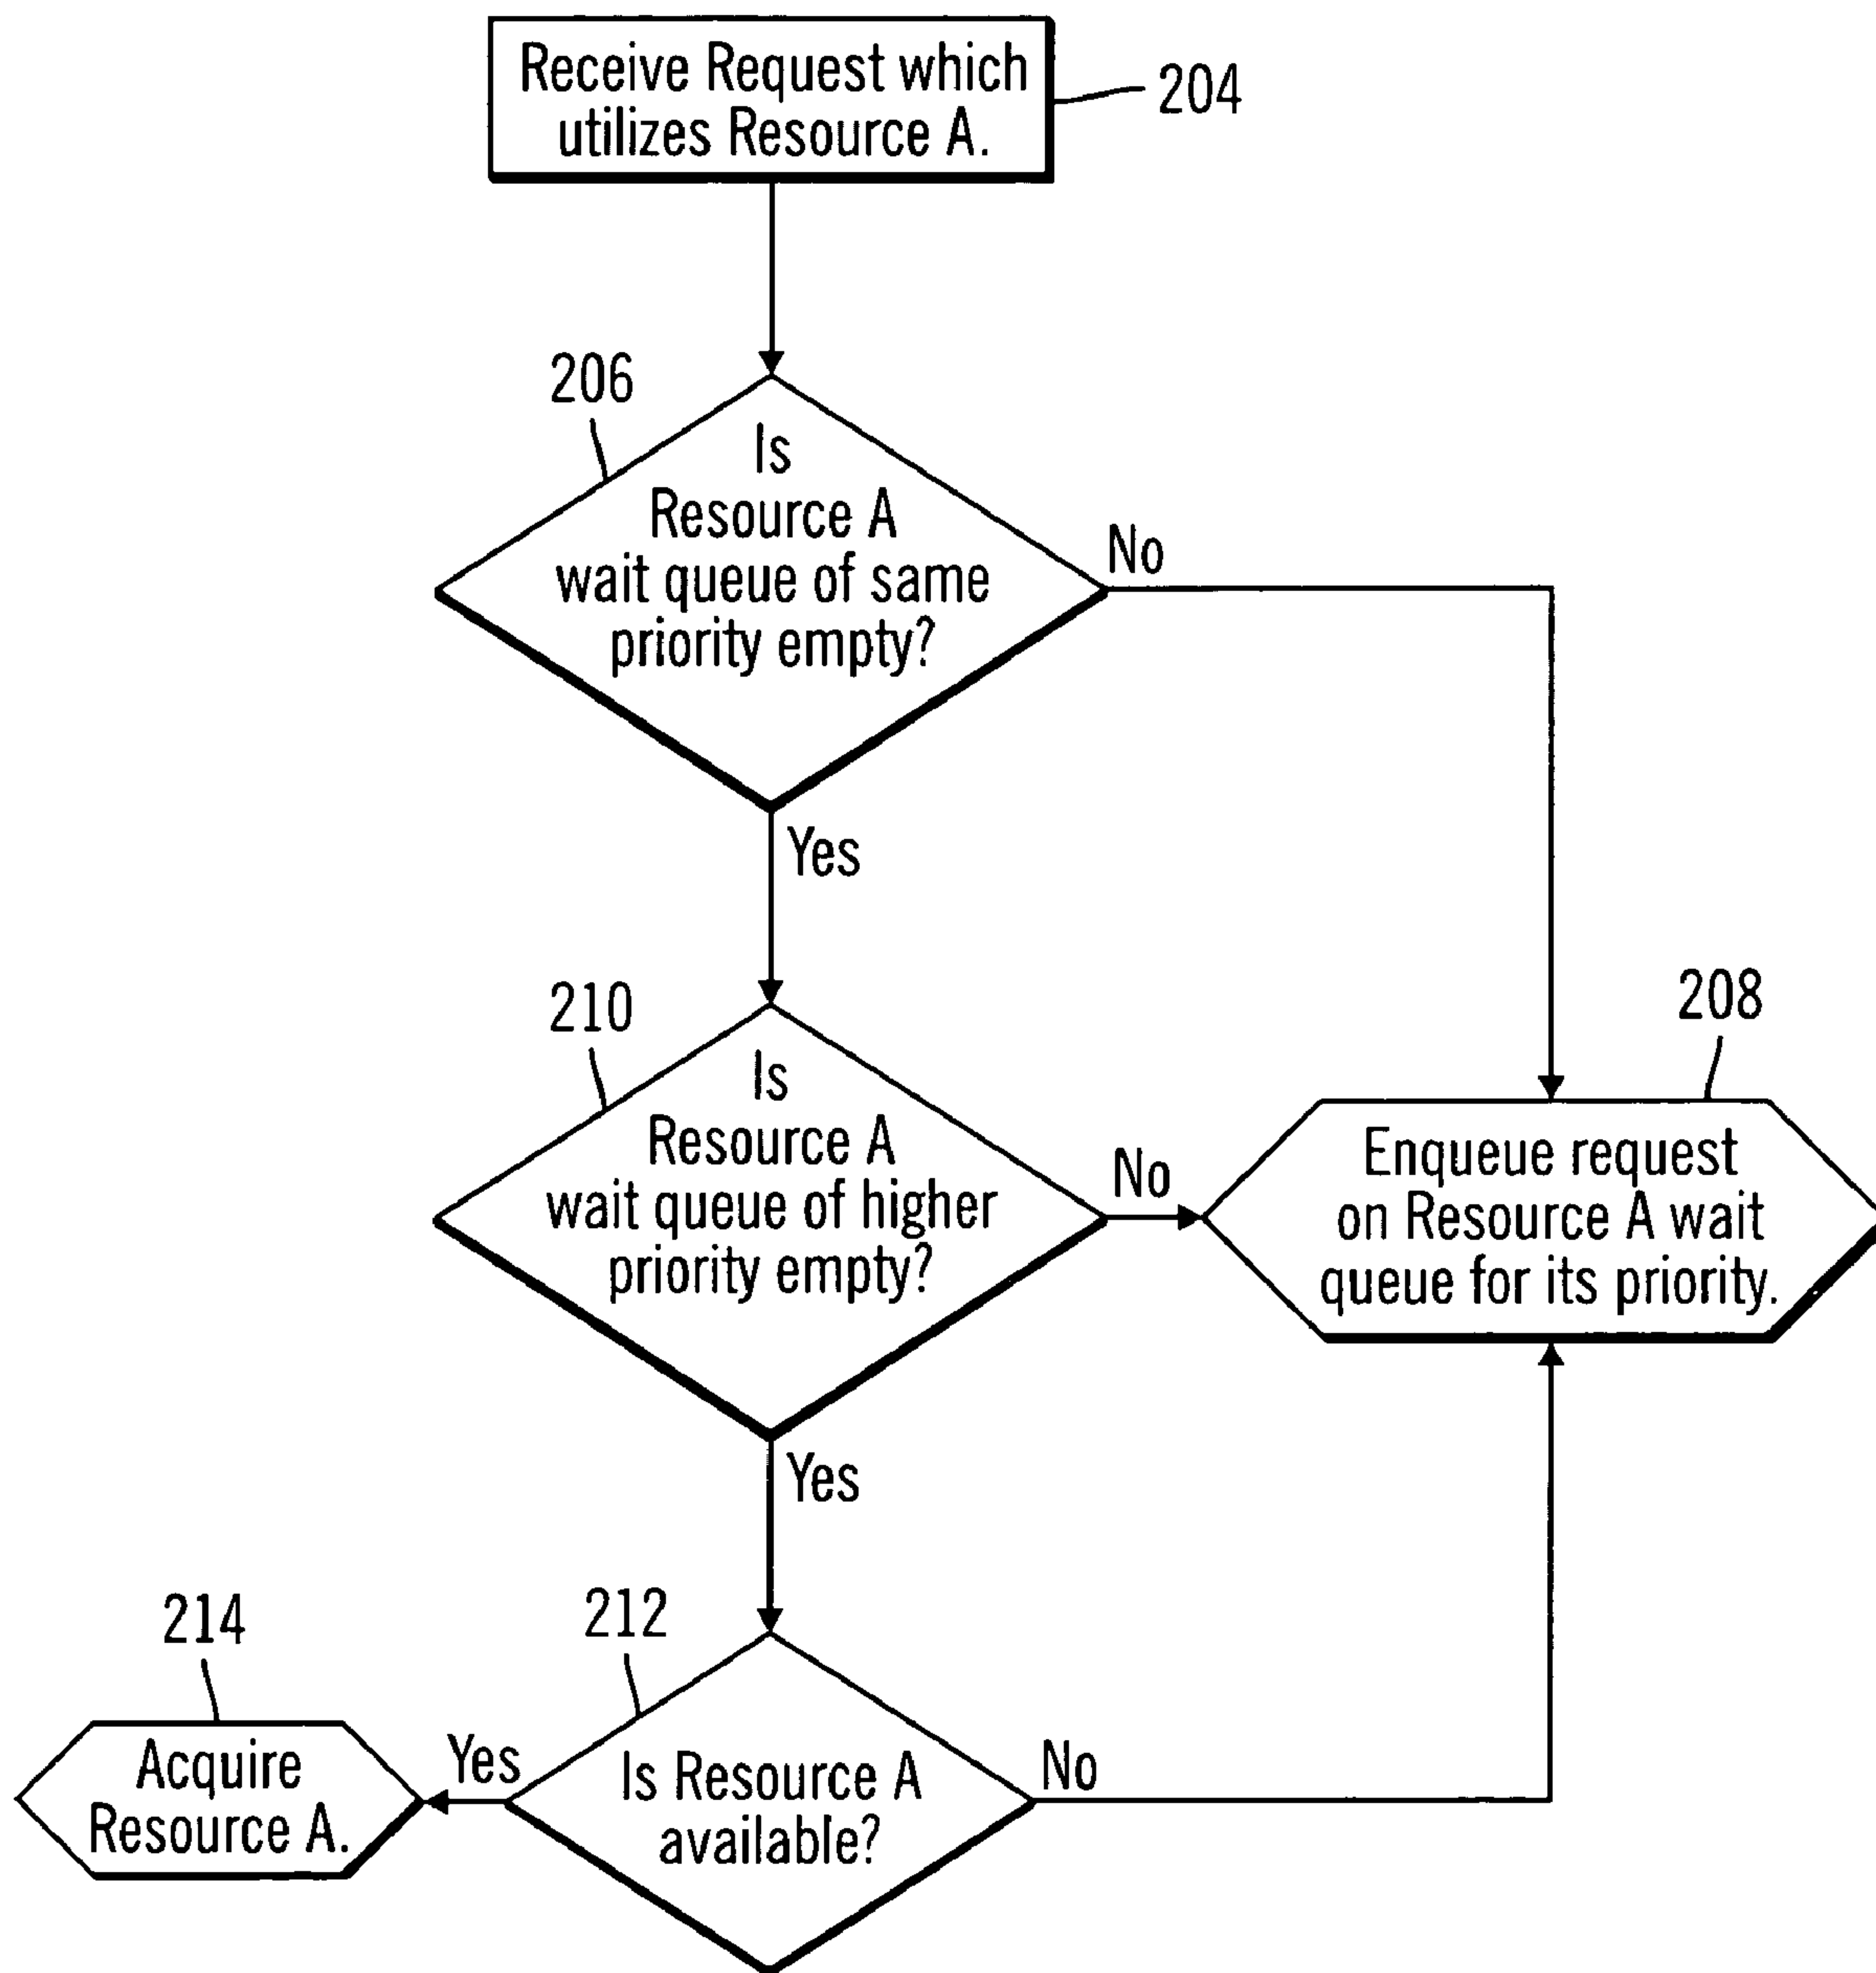 Receive Request which
utilizes Resource A.
204
206
Is
Resource A
wait queue of same
priority empty?
No
Yes
210
Is
Resource A
wait queue of higher
priority empty?
No
208
Enqueue request
on Resource A wait
queue for its priority.
Yes
214
Acquire
Resource A.
Yes
212
Is Resource A
available?
No